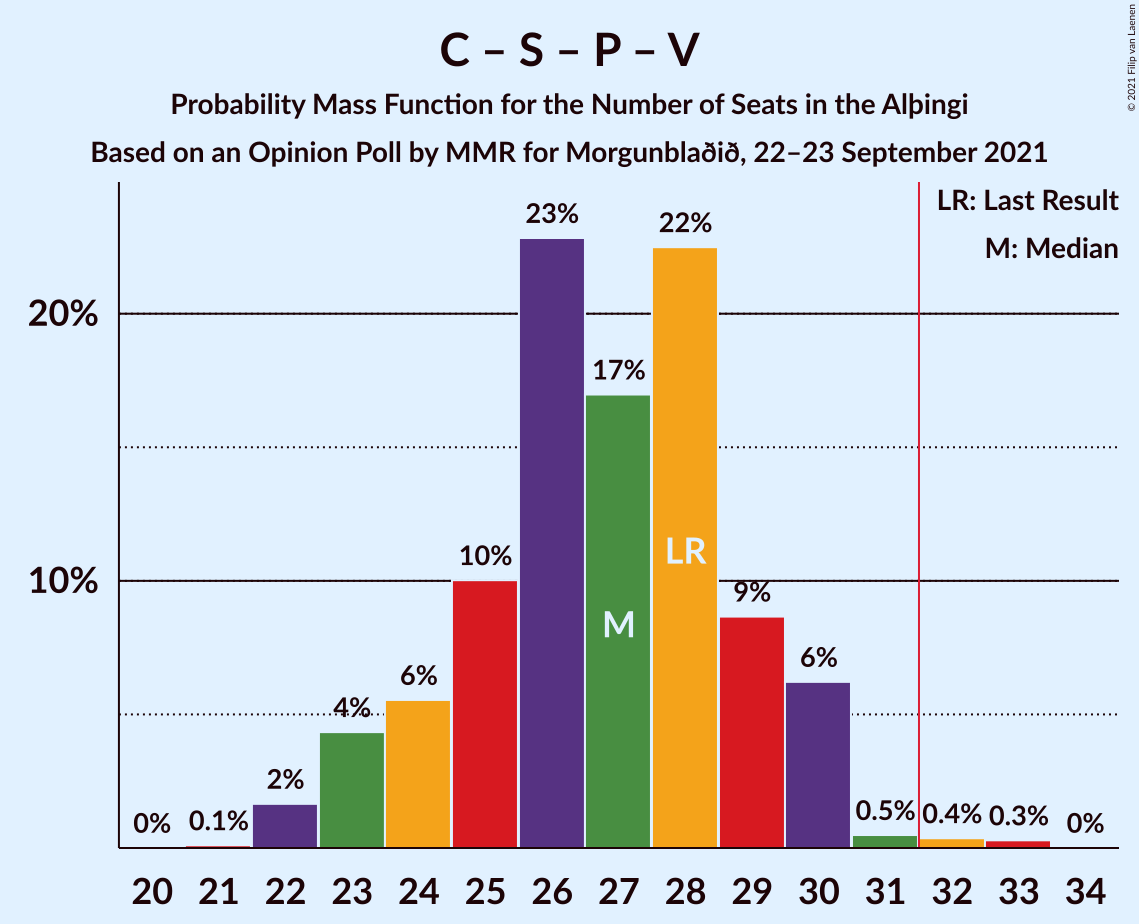 C – S – P – V
Probability Mass Function for the Number of Seats in the Alþingi
Based on an Opinion Poll by MMR for Morgunblaðið, 22–23 September 2021
© 2021 Filip van Laenen
LR: Last Result
M: Median
20%
10%
0%
0.1%
2%
4%
6%
10%
23%
17%
22%
9%
6%
0.5%
0.4%
0.3%
0%
LR
M
20 21 22 23 24 25 26 27 28 29 30 31 32 33 34